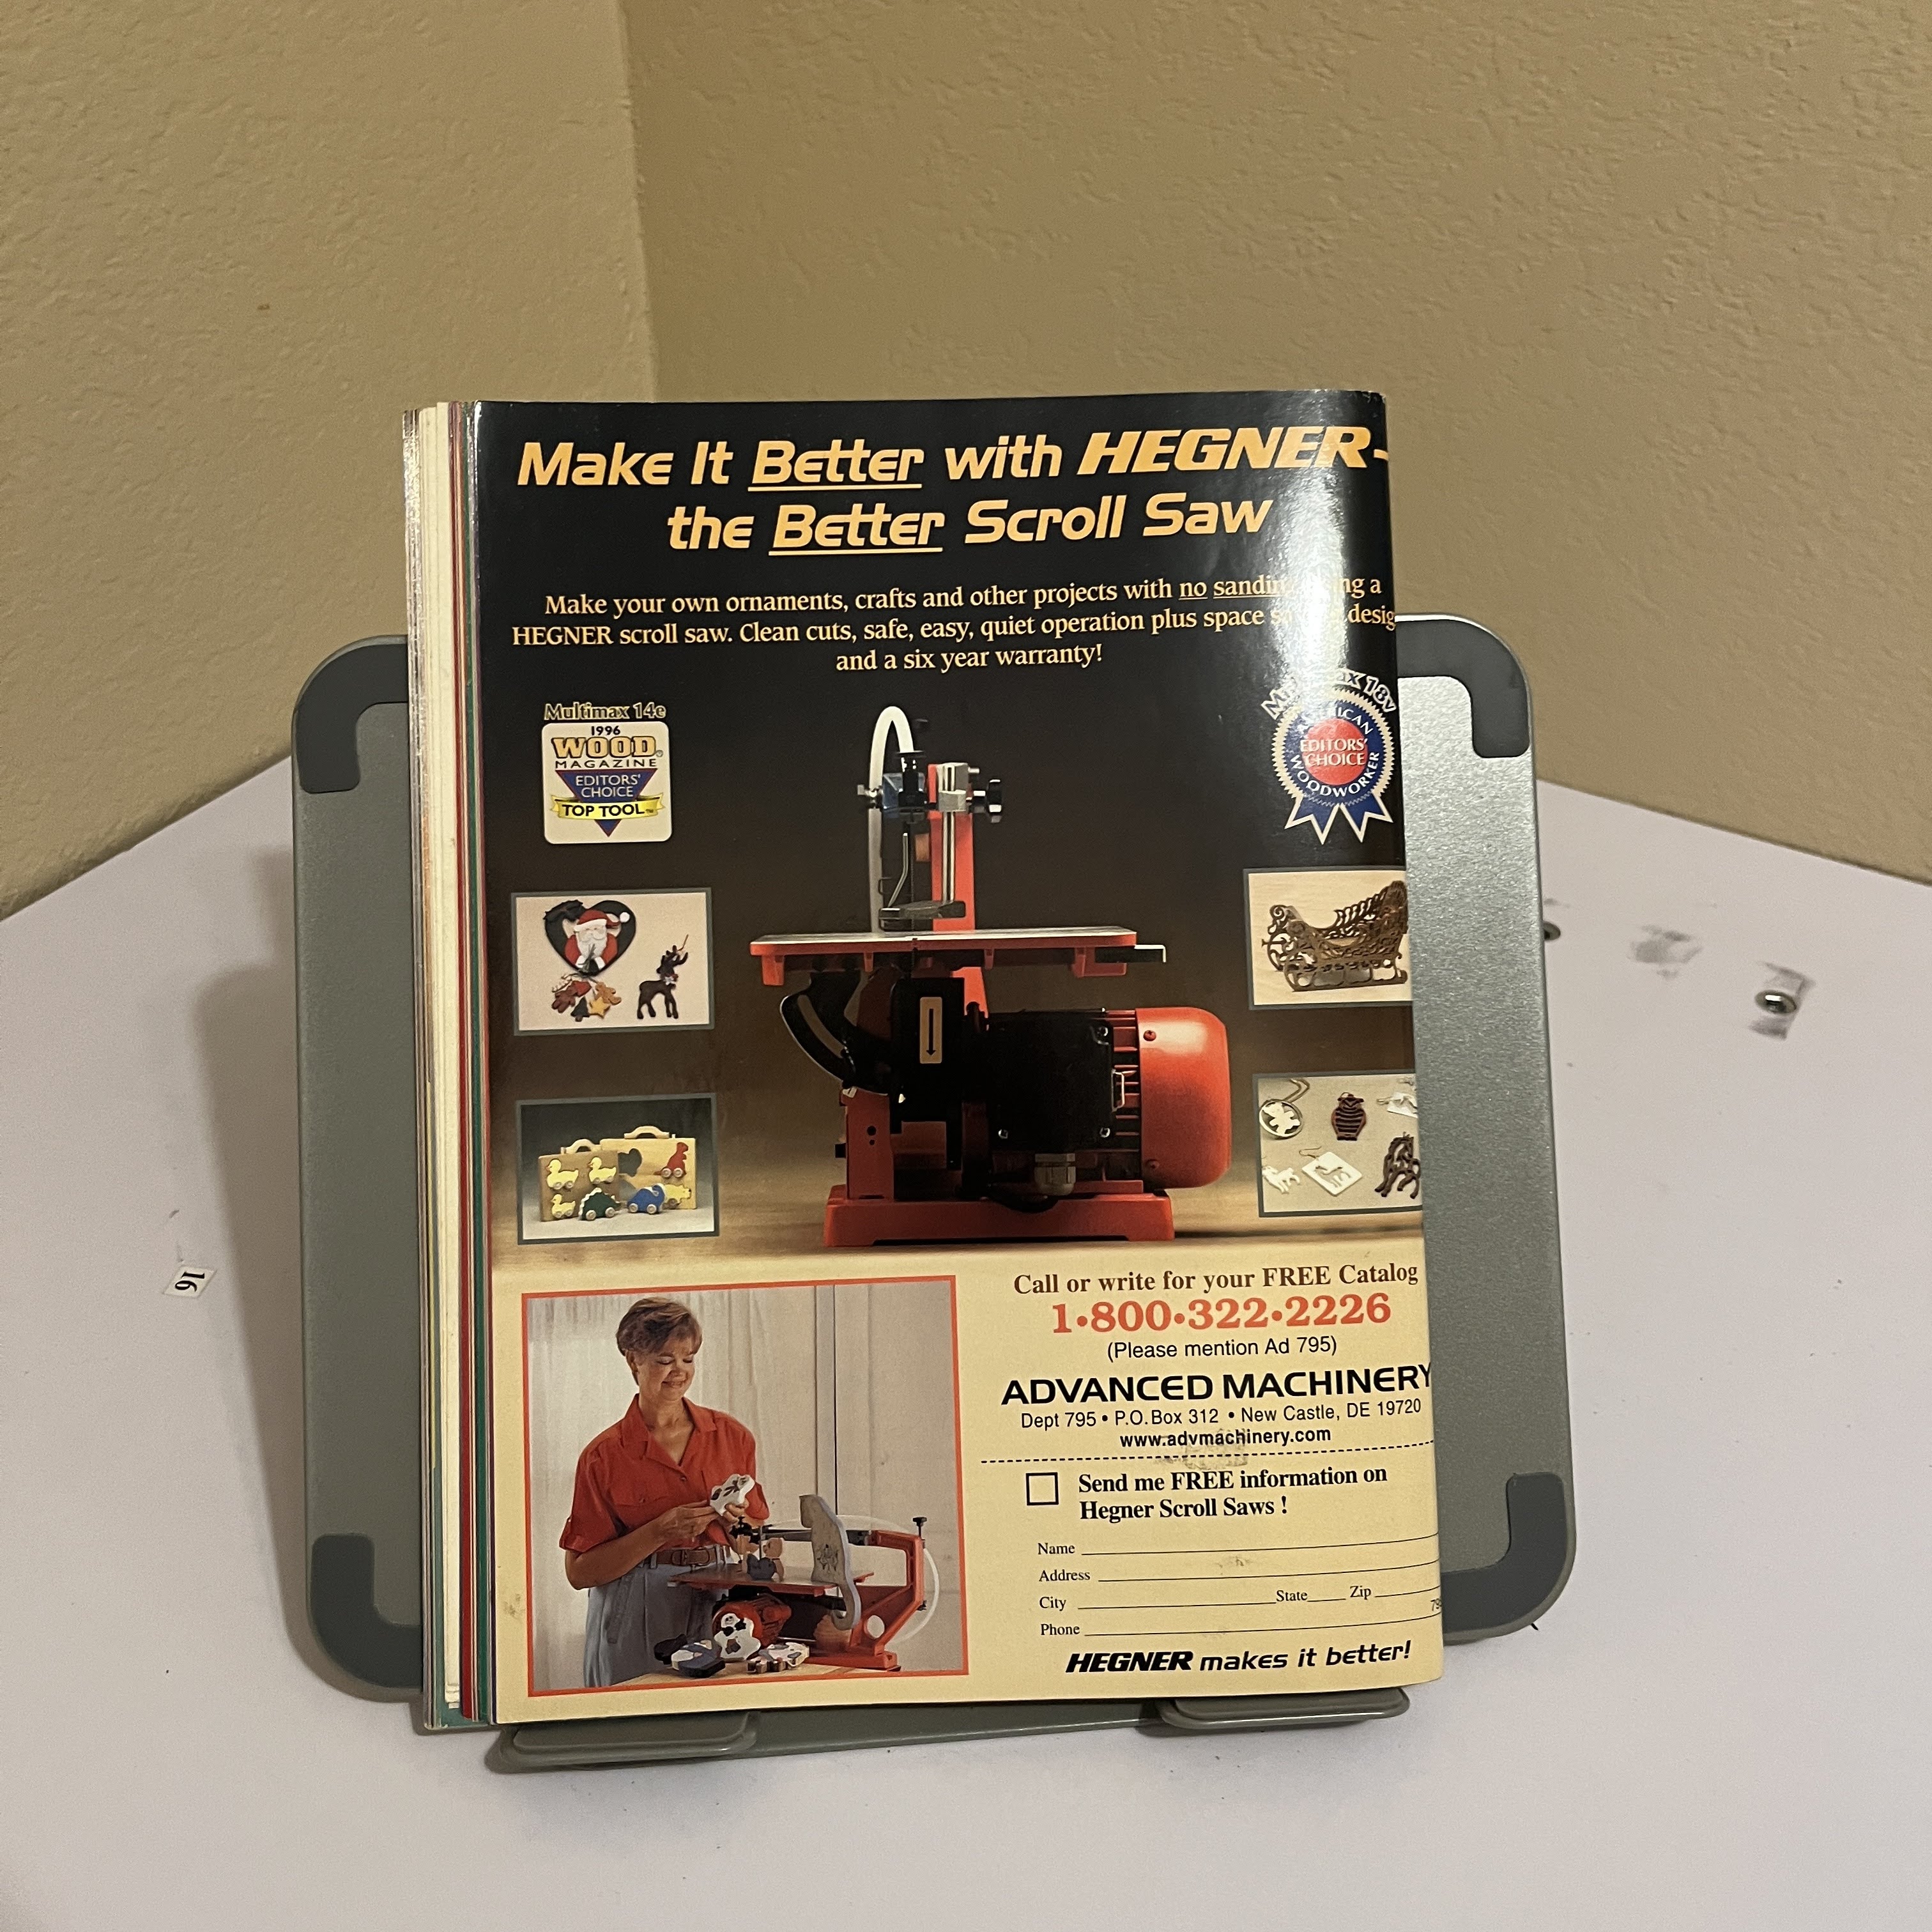 Make It Better with HEGNER-
the Better Scroll Saw
Make your own ornaments, crafts and other projects with no a
HEGNER scroll saw. Clean cuts, safe, easy, quiet operation plus space
and a six year warranty!
Multimax 14e
1996
WOOD®
MAGAZINE
EDITORS'
CHOICE
TOP TOOL™
18v
EDITORS'
CHOICE
WOODWORKER
Call or write for your FREE Catalog
1•800•322•2226
(Please mention Ad 795)
ADVANCED MACHINERY
Dept 795 • P.O. Box 312 • New Castle, DE 19720
www.advmachinery.com
Send me FREE information on
Hegner Scroll Saws !
Name
Address
City State Zip
Phone
HEGNER makes it better!
16